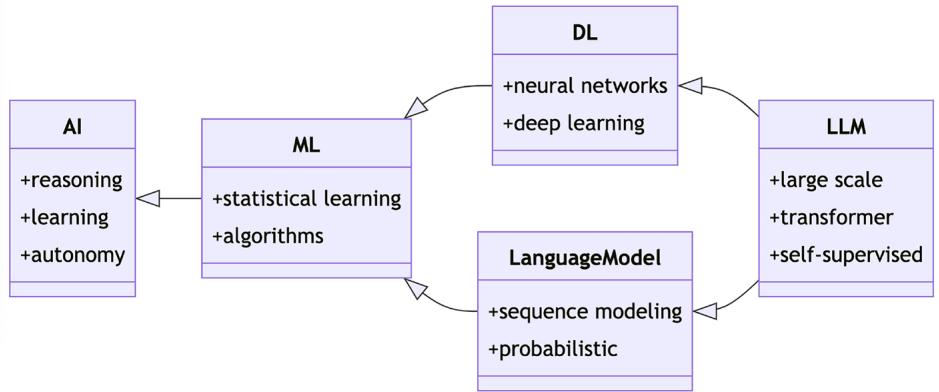 AI
+reasoning
+learning
+autonomy
ML
+statistical learning
+algorithms
DL
+neural networks
+deep learning
LanguageModel
+sequence modeling
+probabilistic
LLM
+large scale
+transformer
+self-supervised